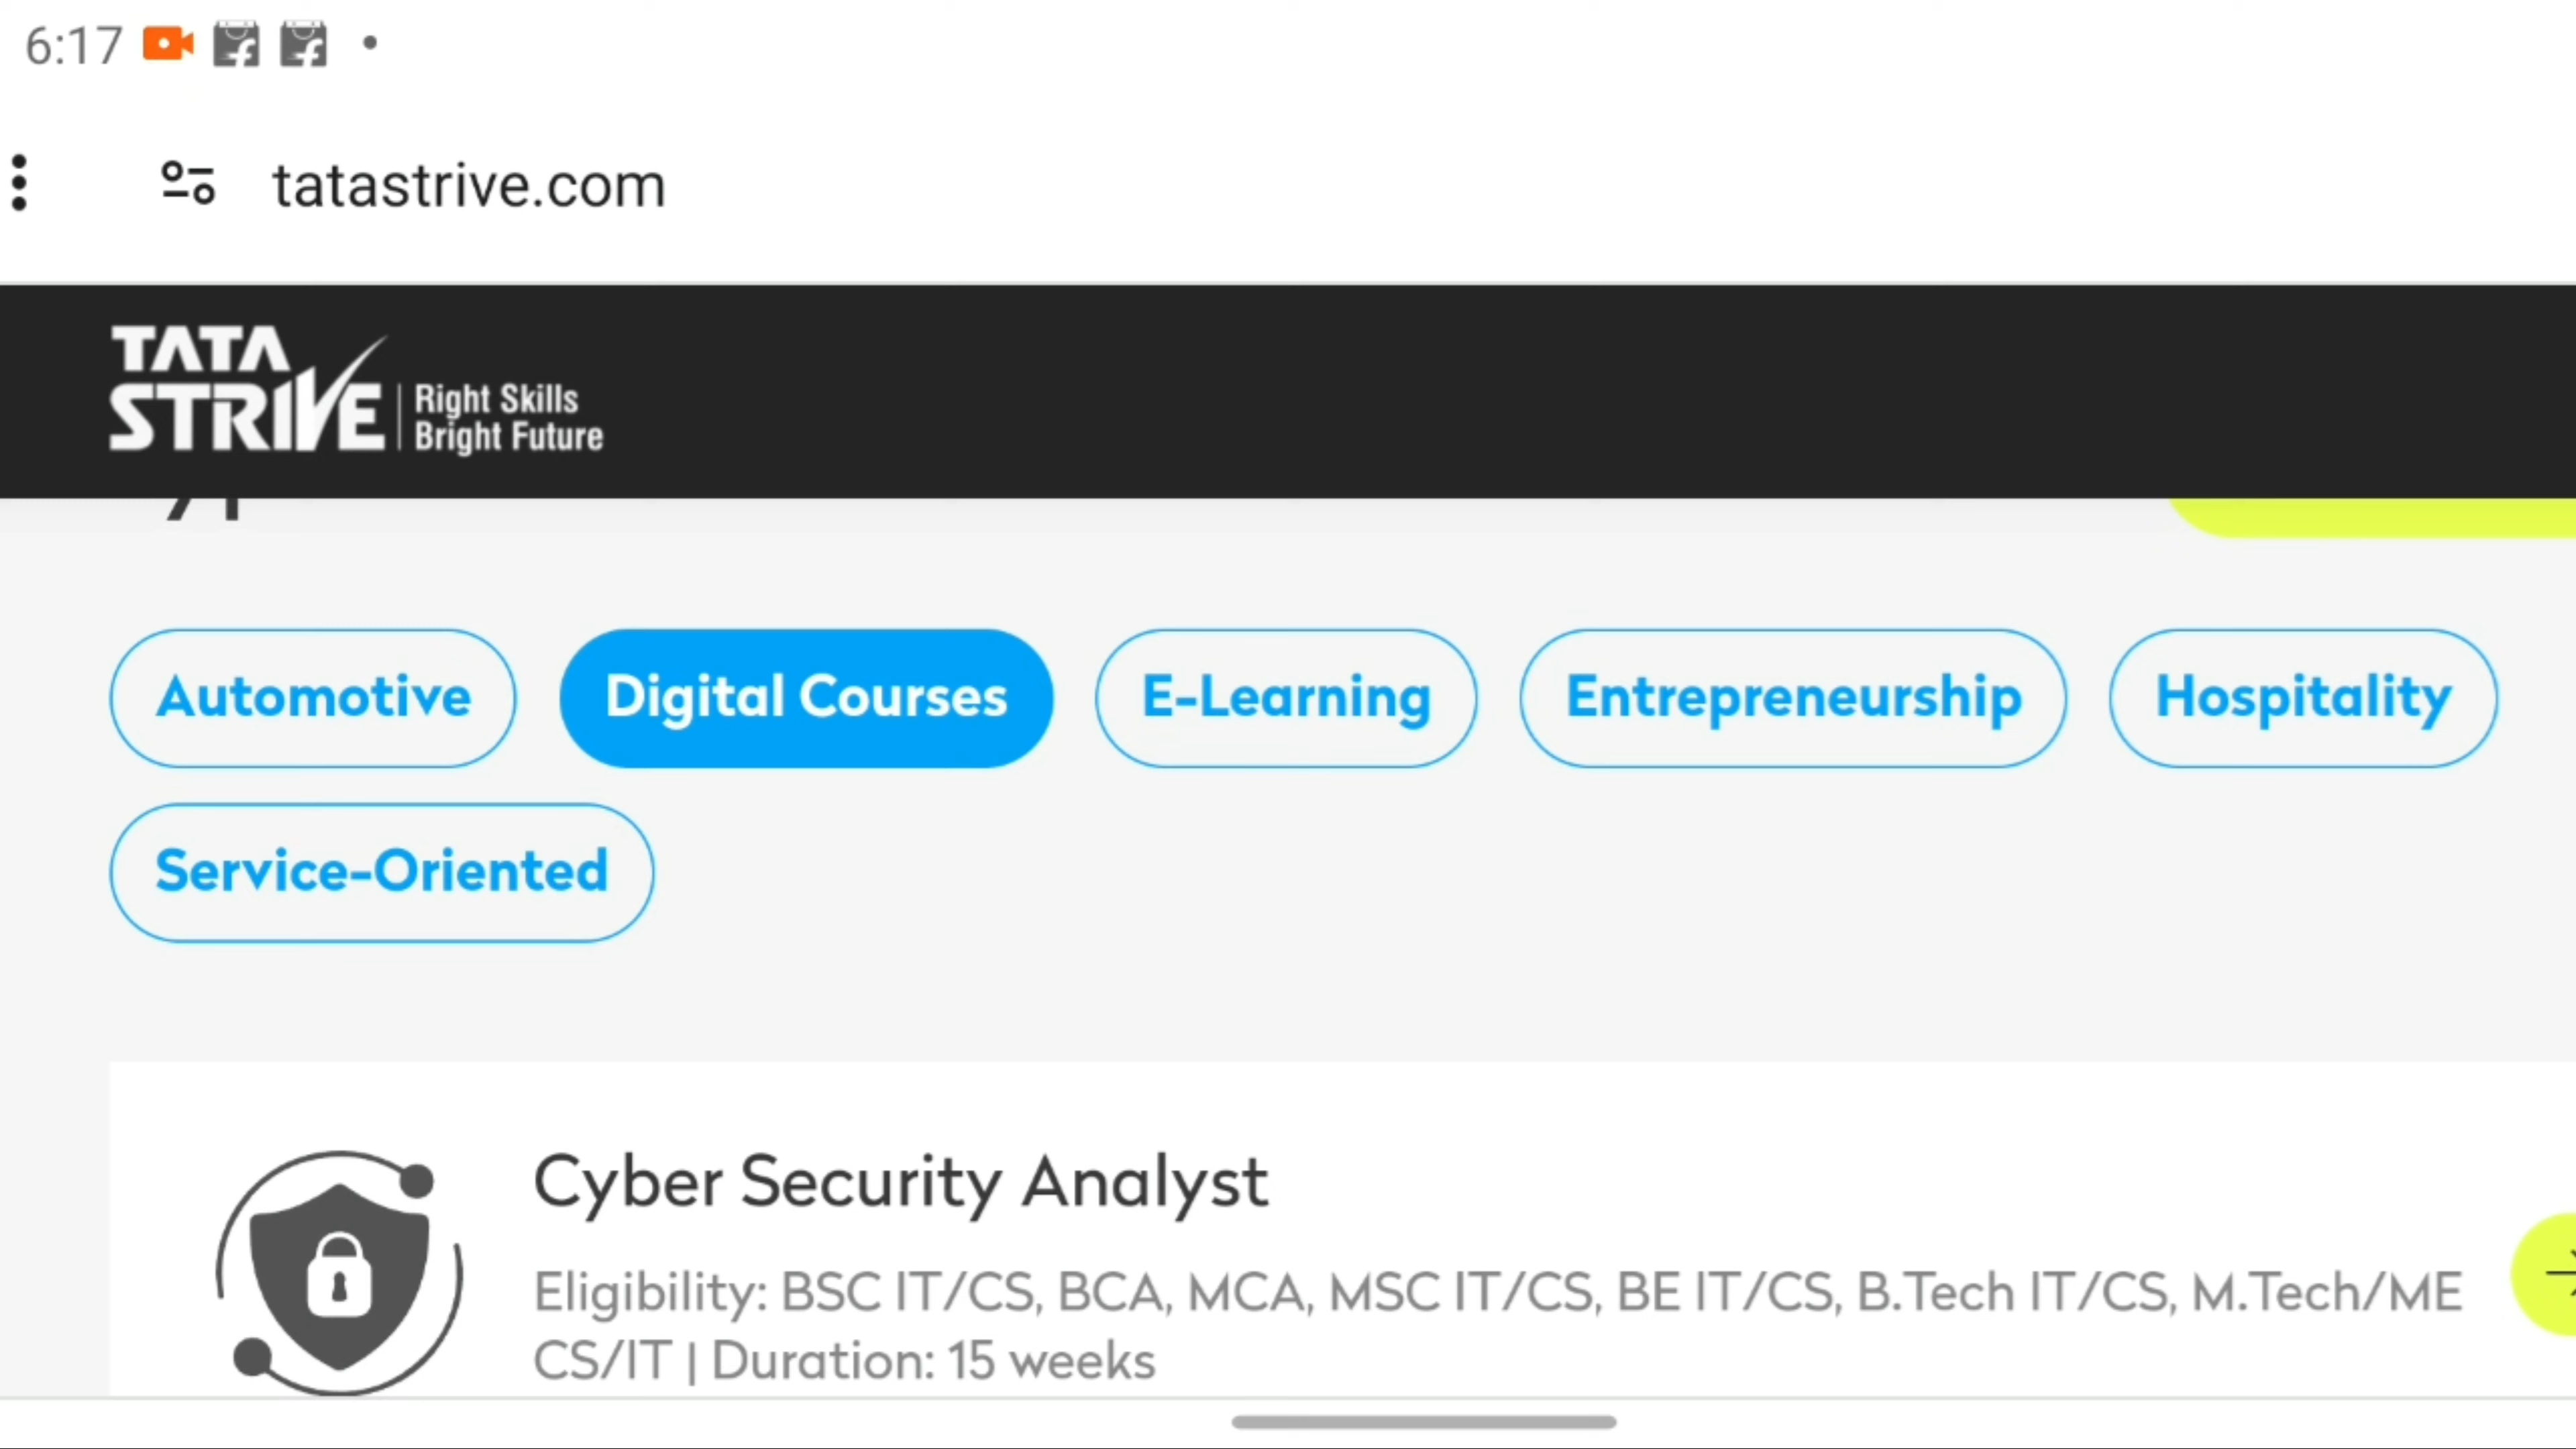 6:17
tatastrive.com
TATA
STRIVE
Right Skills
Bright Future
Automotive
Digital Courses
E-Learning
Entrepreneurship
Hospitality
Service-Oriented
Cyber Security Analyst
Eligibility: BSC IT/CS, BCA, MCA, MSC IT/CS, BE IT/CS, B.Tech IT/CS, M.Tech/ME
CS/IT | Duration: 15 weeks